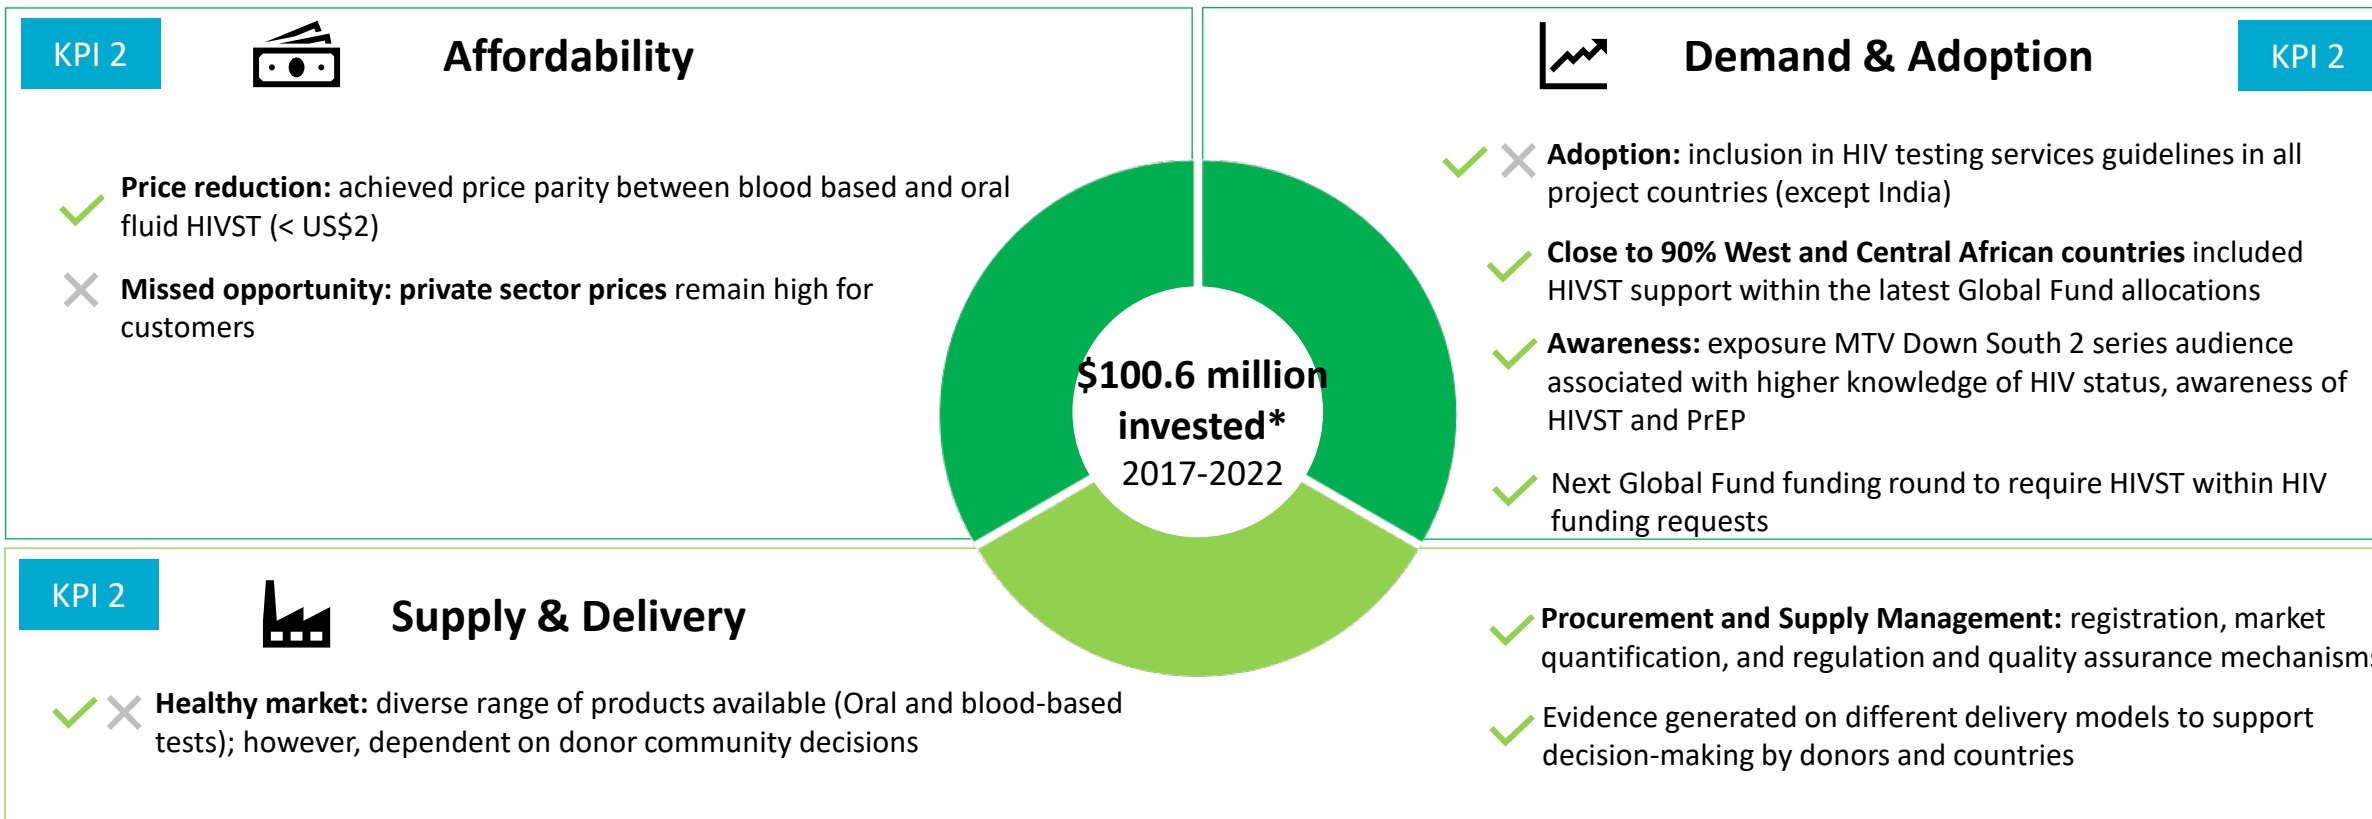 KPI 2
Affordability
Price reduction: achieved price parity between blood based and oral
fluid HIVST (< US$2)
Missed opportunity: private sector prices remain high for
customers
Demand & Adoption
KPI 2
Adoption: inclusion in HIV testing services guidelines in all
project countries (except India)
Close to 90% West and Central African countries included
HIVST support within the latest Global Fund allocations
Awareness: exposure MTV Down South 2 series audience
associated with higher knowledge of HIV status, awareness of
HIVST and PrEP
Next Global Fund funding round to require HIVST within HIV
funding requests
$100.6 million
invested*
2017-2022
KPI 2
Supply & Delivery
Healthy market: diverse range of products available (Oral and blood-based
tests); however, dependent on donor community decisions
Procurement and Supply Management: registration, market
quantification, and regulation and quality assurance mechanisms
Evidence generated on different delivery models to support
decision-making by donors and countries